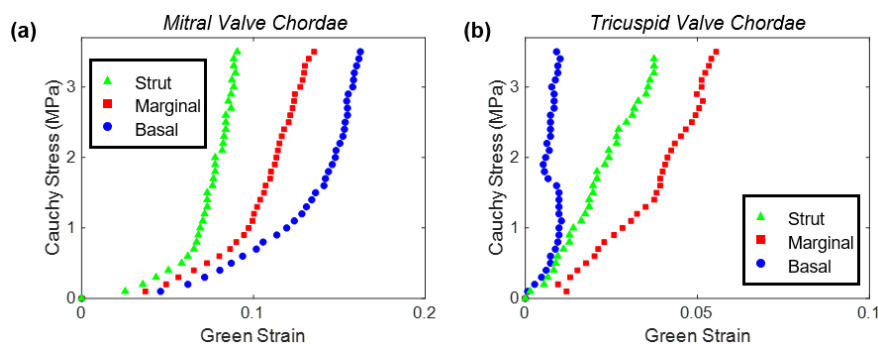 (a)
Mitral Valve Chordae
Cauchy Stress (MPa)
3
2
1
0
Strut
Marginal
Basal
0
0.1
0.2
Green Strain
(b)
Tricuspid Valve Chordae
Cauchy Stress (MPa)
3
2
1
0
Strut
Marginal
Basal
0
0.05
0.1
Green Strain